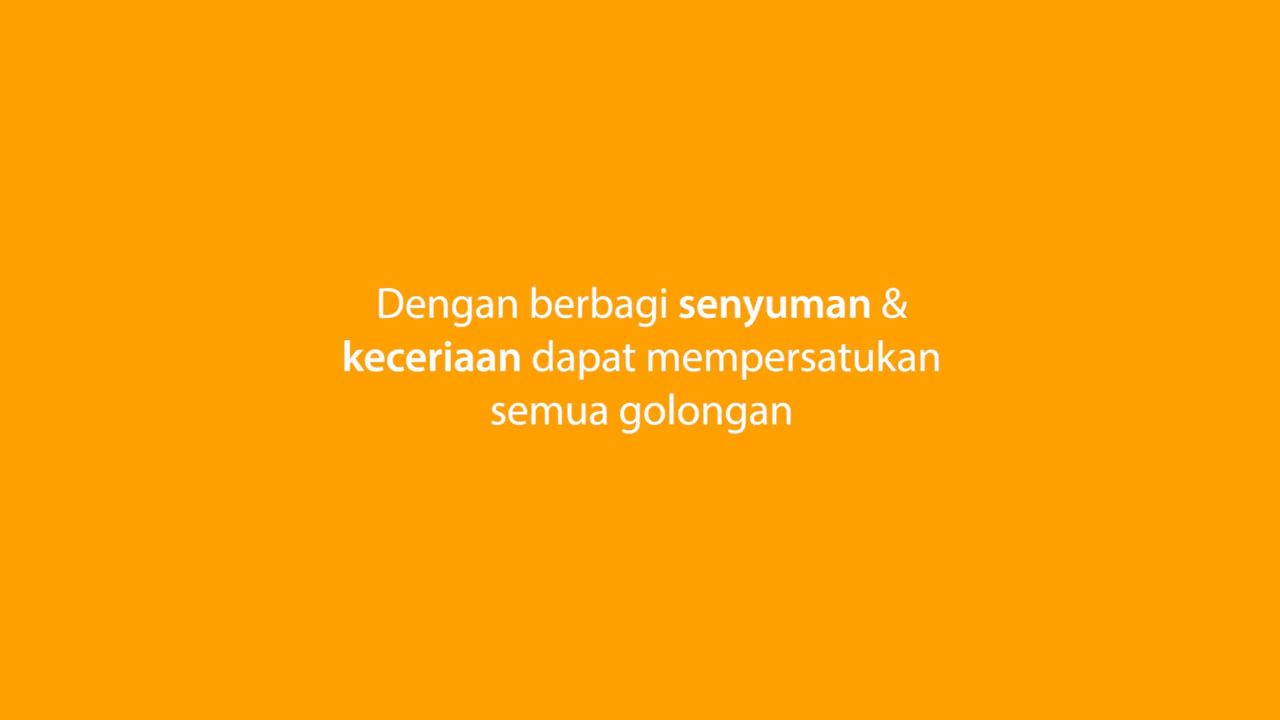 Dengan berbagi senyuman &
keceriaan dapat mempersatukan
semua golongan